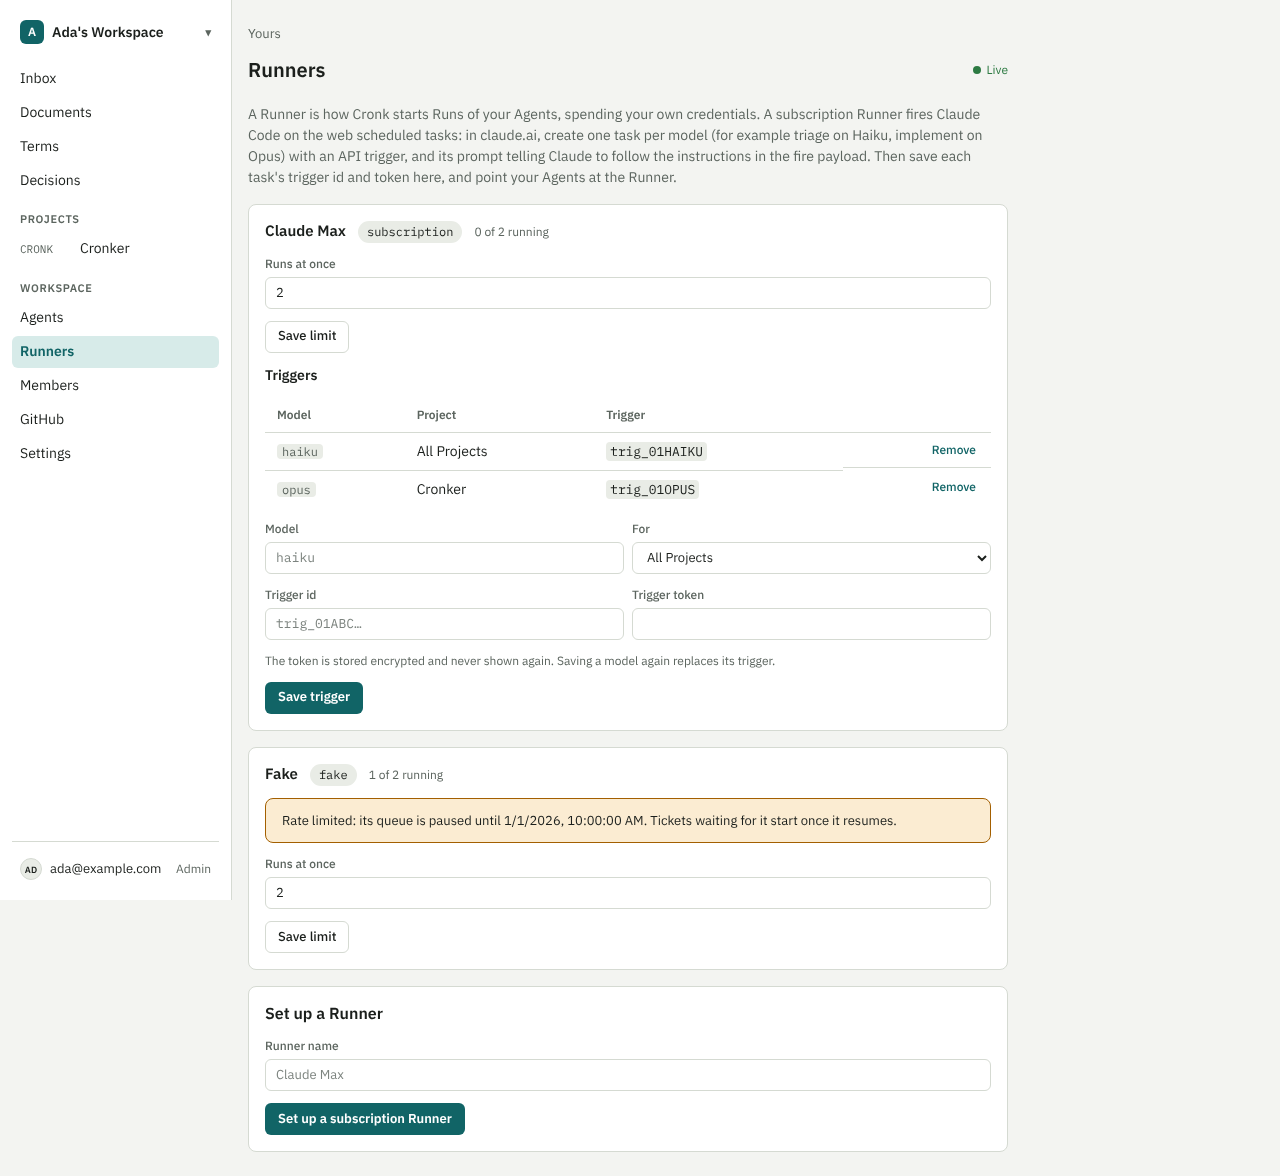 A Ada's Workspace ▾
Inbox
Documents
Terms
Decisions
PROJECTS
CRONK Cronker
WORKSPACE
Agents
Runners
Members
GitHub
Settings
AD ada@example.com Admin
Yours
Runners
Live
A Runner is how Cronk starts Runs of your Agents, spending your own credentials. A subscription Runner fires Claude
Code on the web scheduled tasks: in claude.ai, create one task per model (for example triage on Haiku, implement on
Opus) with an API trigger, and its prompt telling Claude to follow the instructions in the fire payload. Then save each
task's trigger id and token here, and point your Agents at the Runner.
Claude Max subscription 0 of 2 running
Runs at once
2
Save limit
Triggers
Model Project Trigger
haiku All Projects trig_01HAIKU Remove
opus Cronker trig_01OPUS Remove
Model For
haiku All Projects
Trigger id Trigger token
trig_01ABC…
The token is stored encrypted and never shown again. Saving a model again replaces its trigger.
Save trigger
Fake fake 1 of 2 running
Rate limited: its queue is paused until 1/1/2026, 10:00:00 AM. Tickets waiting for it start once it resumes.
Runs at once
2
Save limit
Set up a Runner
Runner name
Claude Max
Set up a subscription Runner